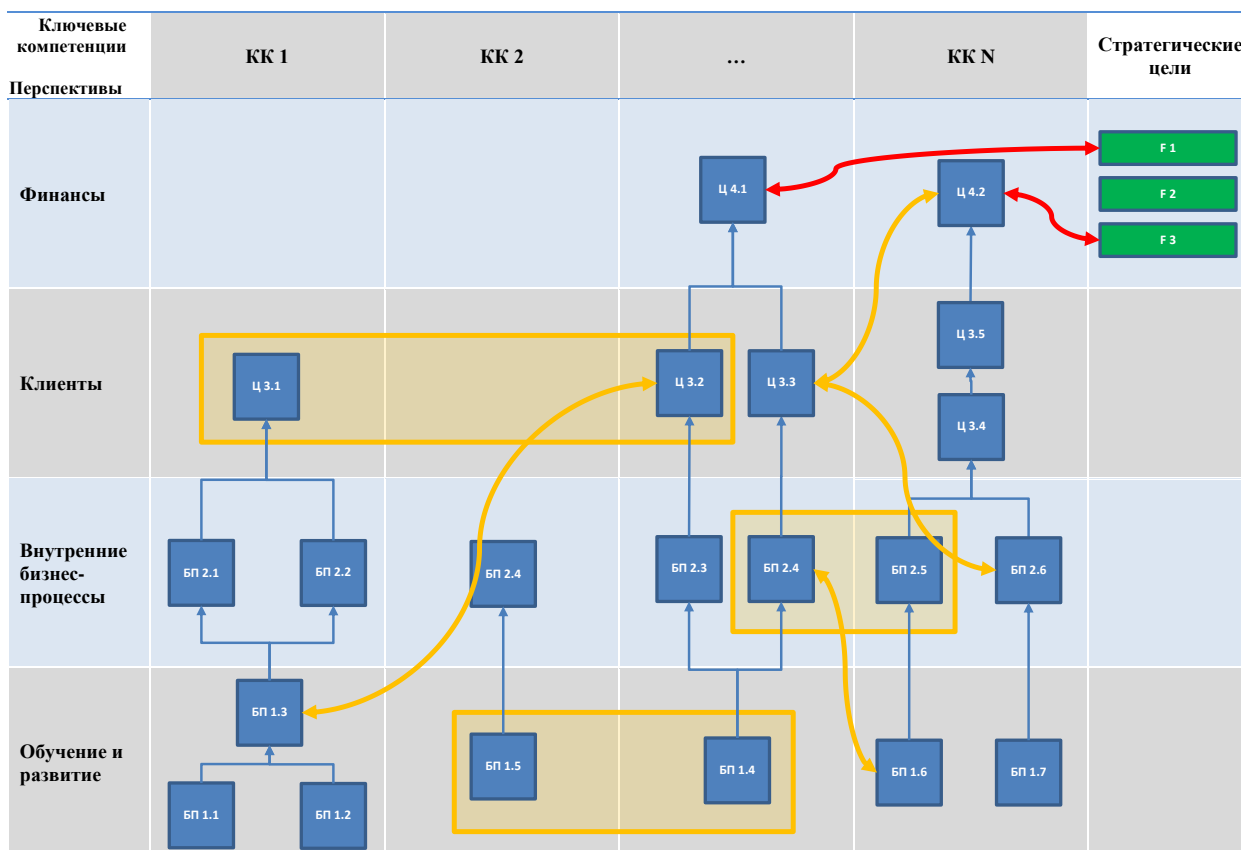 Ключевые
компетенции
Перспективы
КК 1
КК 2
...
КК N
Стратегические
цели
Финансы
Ц 4.1
Ц 4.2
F 1
F 2
F 3
Клиенты
Ц 3.1
Ц 3.2
Ц 3.3
Ц 3.5
Ц 3.4
Внутренние
бизнес-
процессы
БП 2.1
БП 2.2
БП 2.4
БП 2.3
БП 2.4
БП 2.5
БП 2.6
Обучение и
развитие
БП 1.3
БП 1.5
БП 1.4
БП 1.6
БП 1.7
БП 1.1
БП 1.2